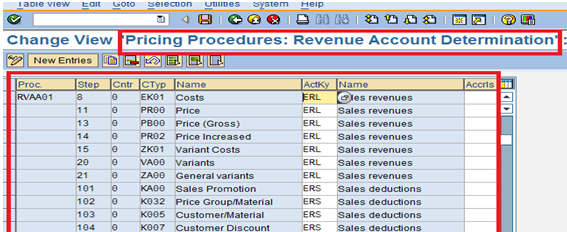 Table View Edit Goto Selection Utilities System Help
Change View "Pricing Procedures: Revenue Account Determination":
New Entries
Proc. Step Cntr CTyp Name ActKy Name Accrls
RVAA01 8 0 EK01 Costs ERL Sales revenues
11 0 PR00 Price ERL Sales revenues
13 0 PB00 Price (Gross) ERL Sales revenues
14 0 PR02 Price Increased ERL Sales revenues
15 0 ZK01 Variant Costs ERL Sales revenues
20 0 VA00 Variants ERL Sales revenues
21 0 ZA00 General variants ERL Sales revenues
101 0 KA00 Sales Promotion ERS Sales deductions
102 0 K032 Price Group/Material ERS Sales deductions
103 0 K005 Customer/Material ERS Sales deductions
104 0 K007 Customer Discount ERS Sales deductions